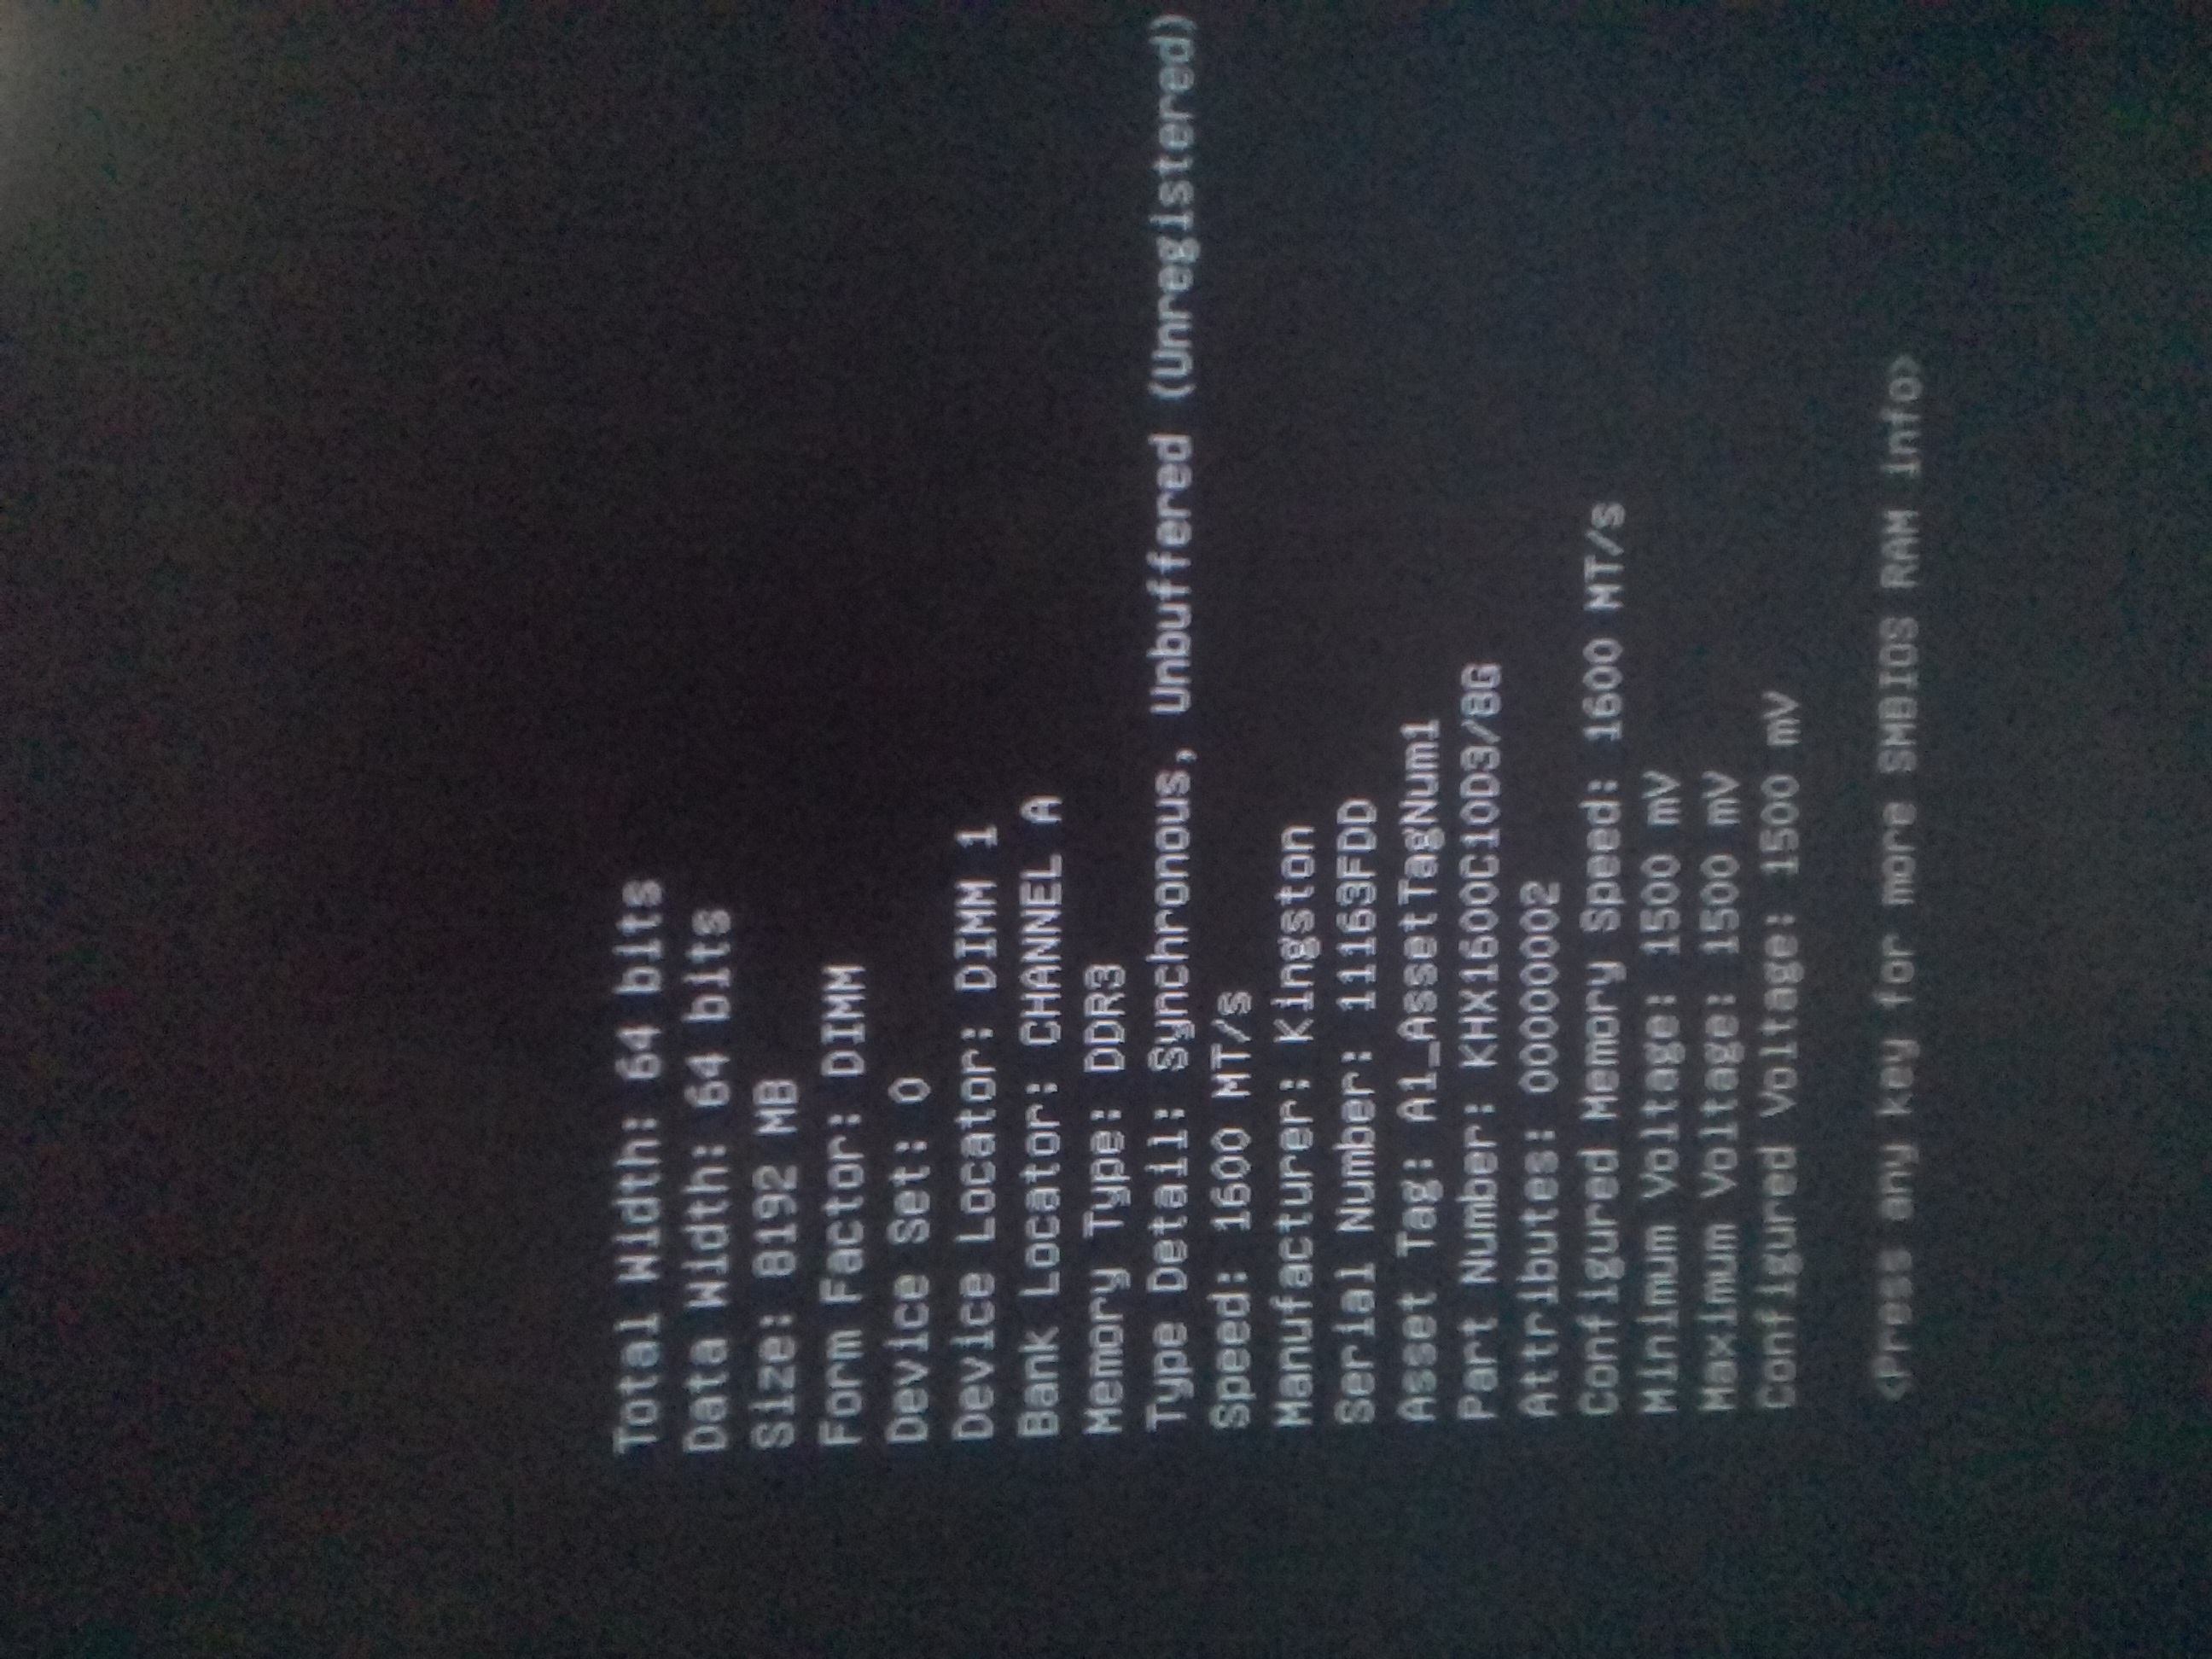 Total Width: 64 bits
Data Width: 64 bits
Size: 8192 MB
Form Factor: DIMM
Device Set: 0
Device Locator: DIMM 1
Bank Locator: CHANNEL A
Memory Type: DDR3
Type Detail: Synchronous, Unbuffered (Unregistered)
Speed: 1600 MT/s
Manufacturer: Kingston
Serial Number: 11163FDD
Asset Tag: A1_AssetTagNum1
Part Number: KHX1600C10D3/8G
Attributes: 00000002
Configured Memory Speed: 1600 MT/s
Minimum Voltage: 1500 mV
Maximum Voltage: 1500 mV
Configured Voltage: 1500 mV
<Press any key for more SMBIOS RAM info>